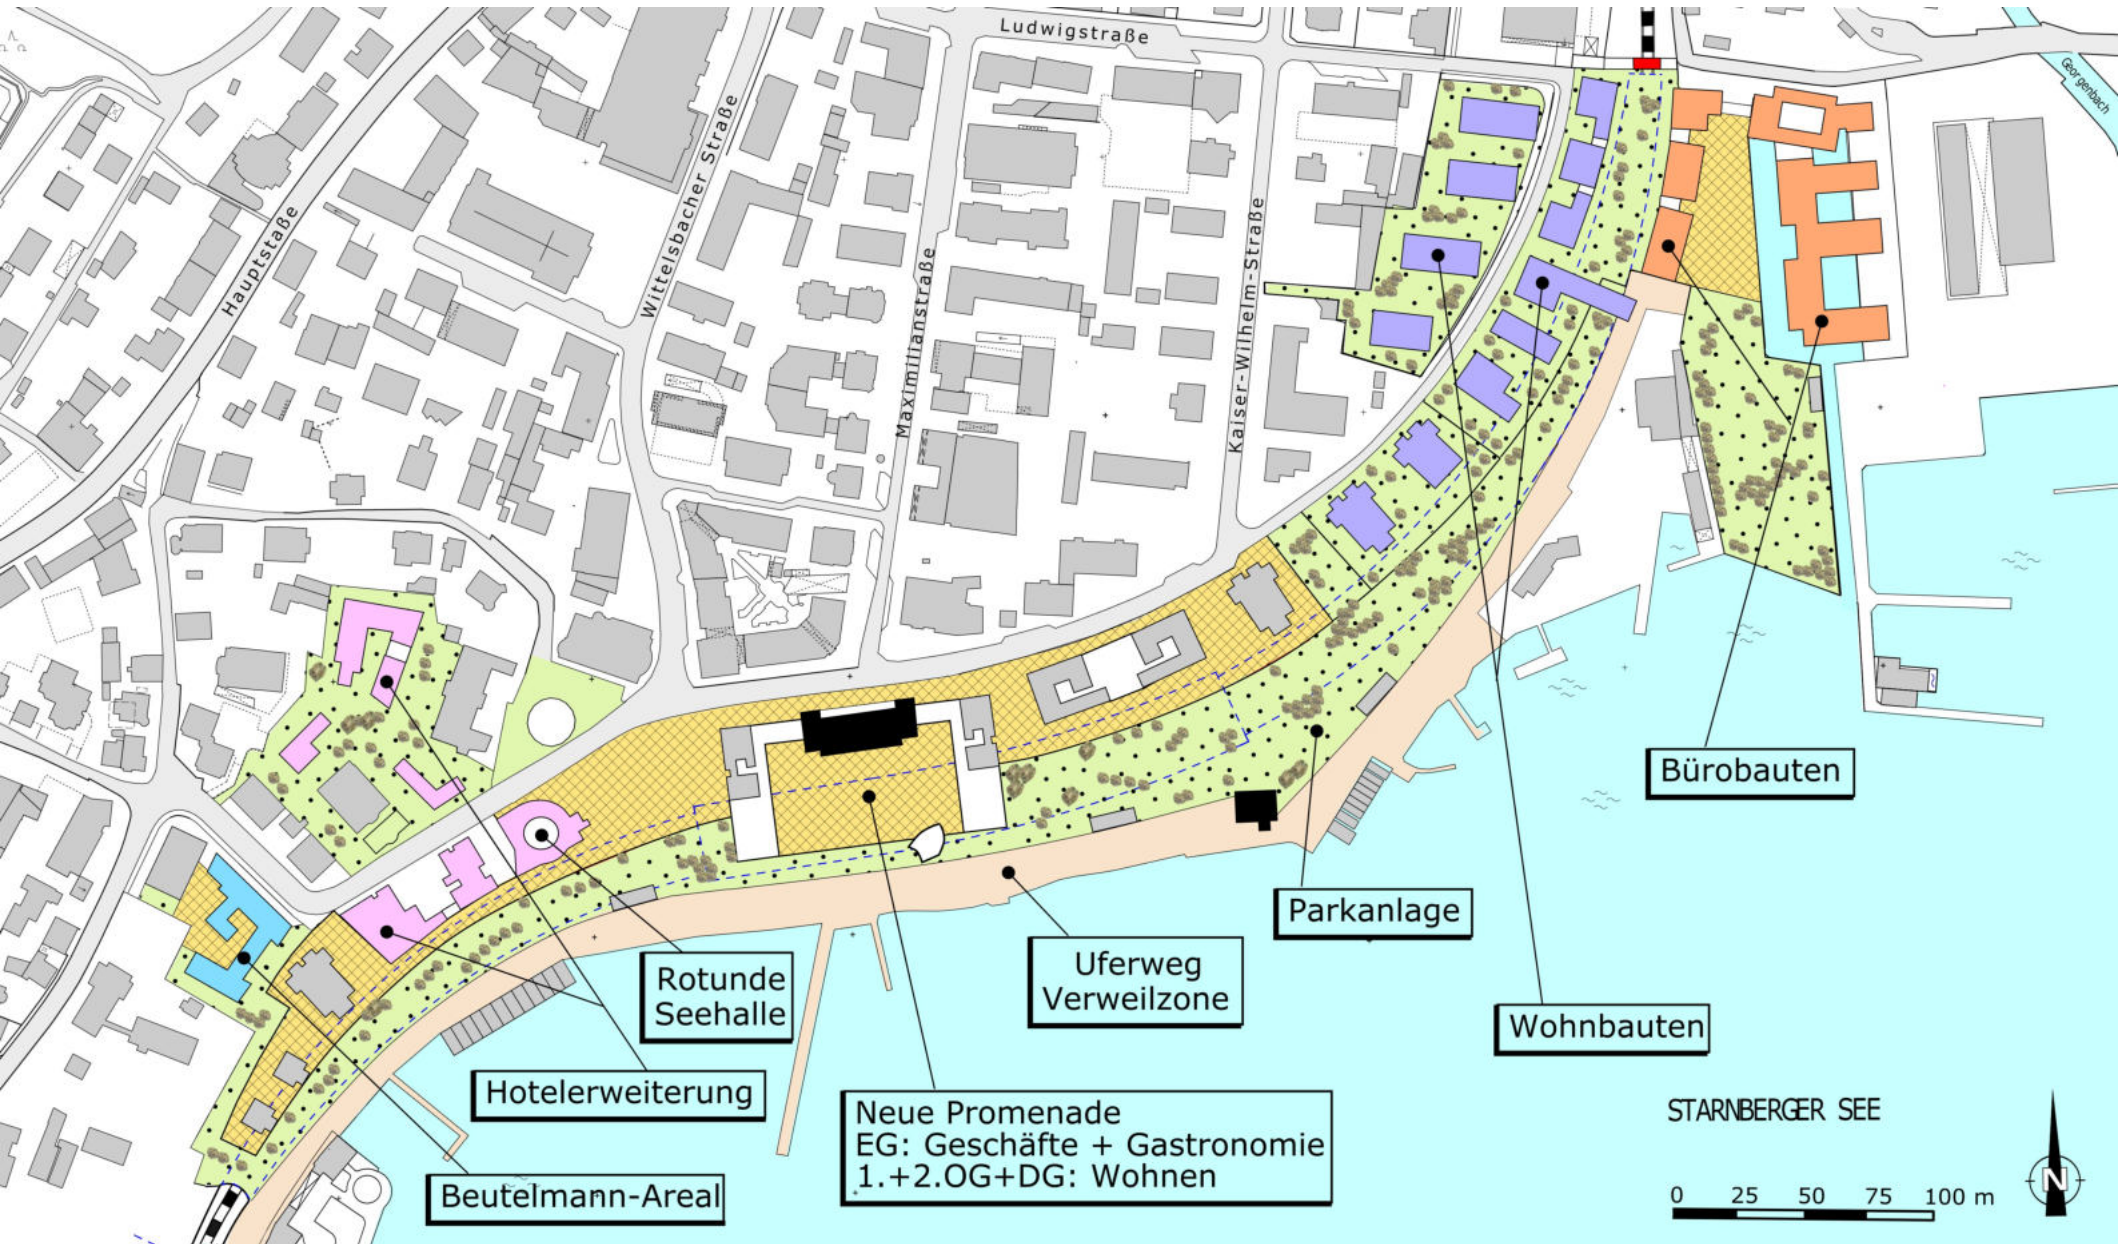 Ludwigstraße
Georgenbach
Wittelsbacher Straße
Hauptstaße
Maximilianstraße
Kaiser-Wilhelm-Straße
Bürobauten
Parkanlage
Uferweg
Verweilzone
Rotunde
Seehalle
Wohnbauten
Hotelerweiterung
Neue Promenade
EG: Geschäfte + Gastronomie
1.+2.OG+DG: Wohnen
Beutelmann-Areal
STARNBERGER SEE
N
0 25 50 75 100 m